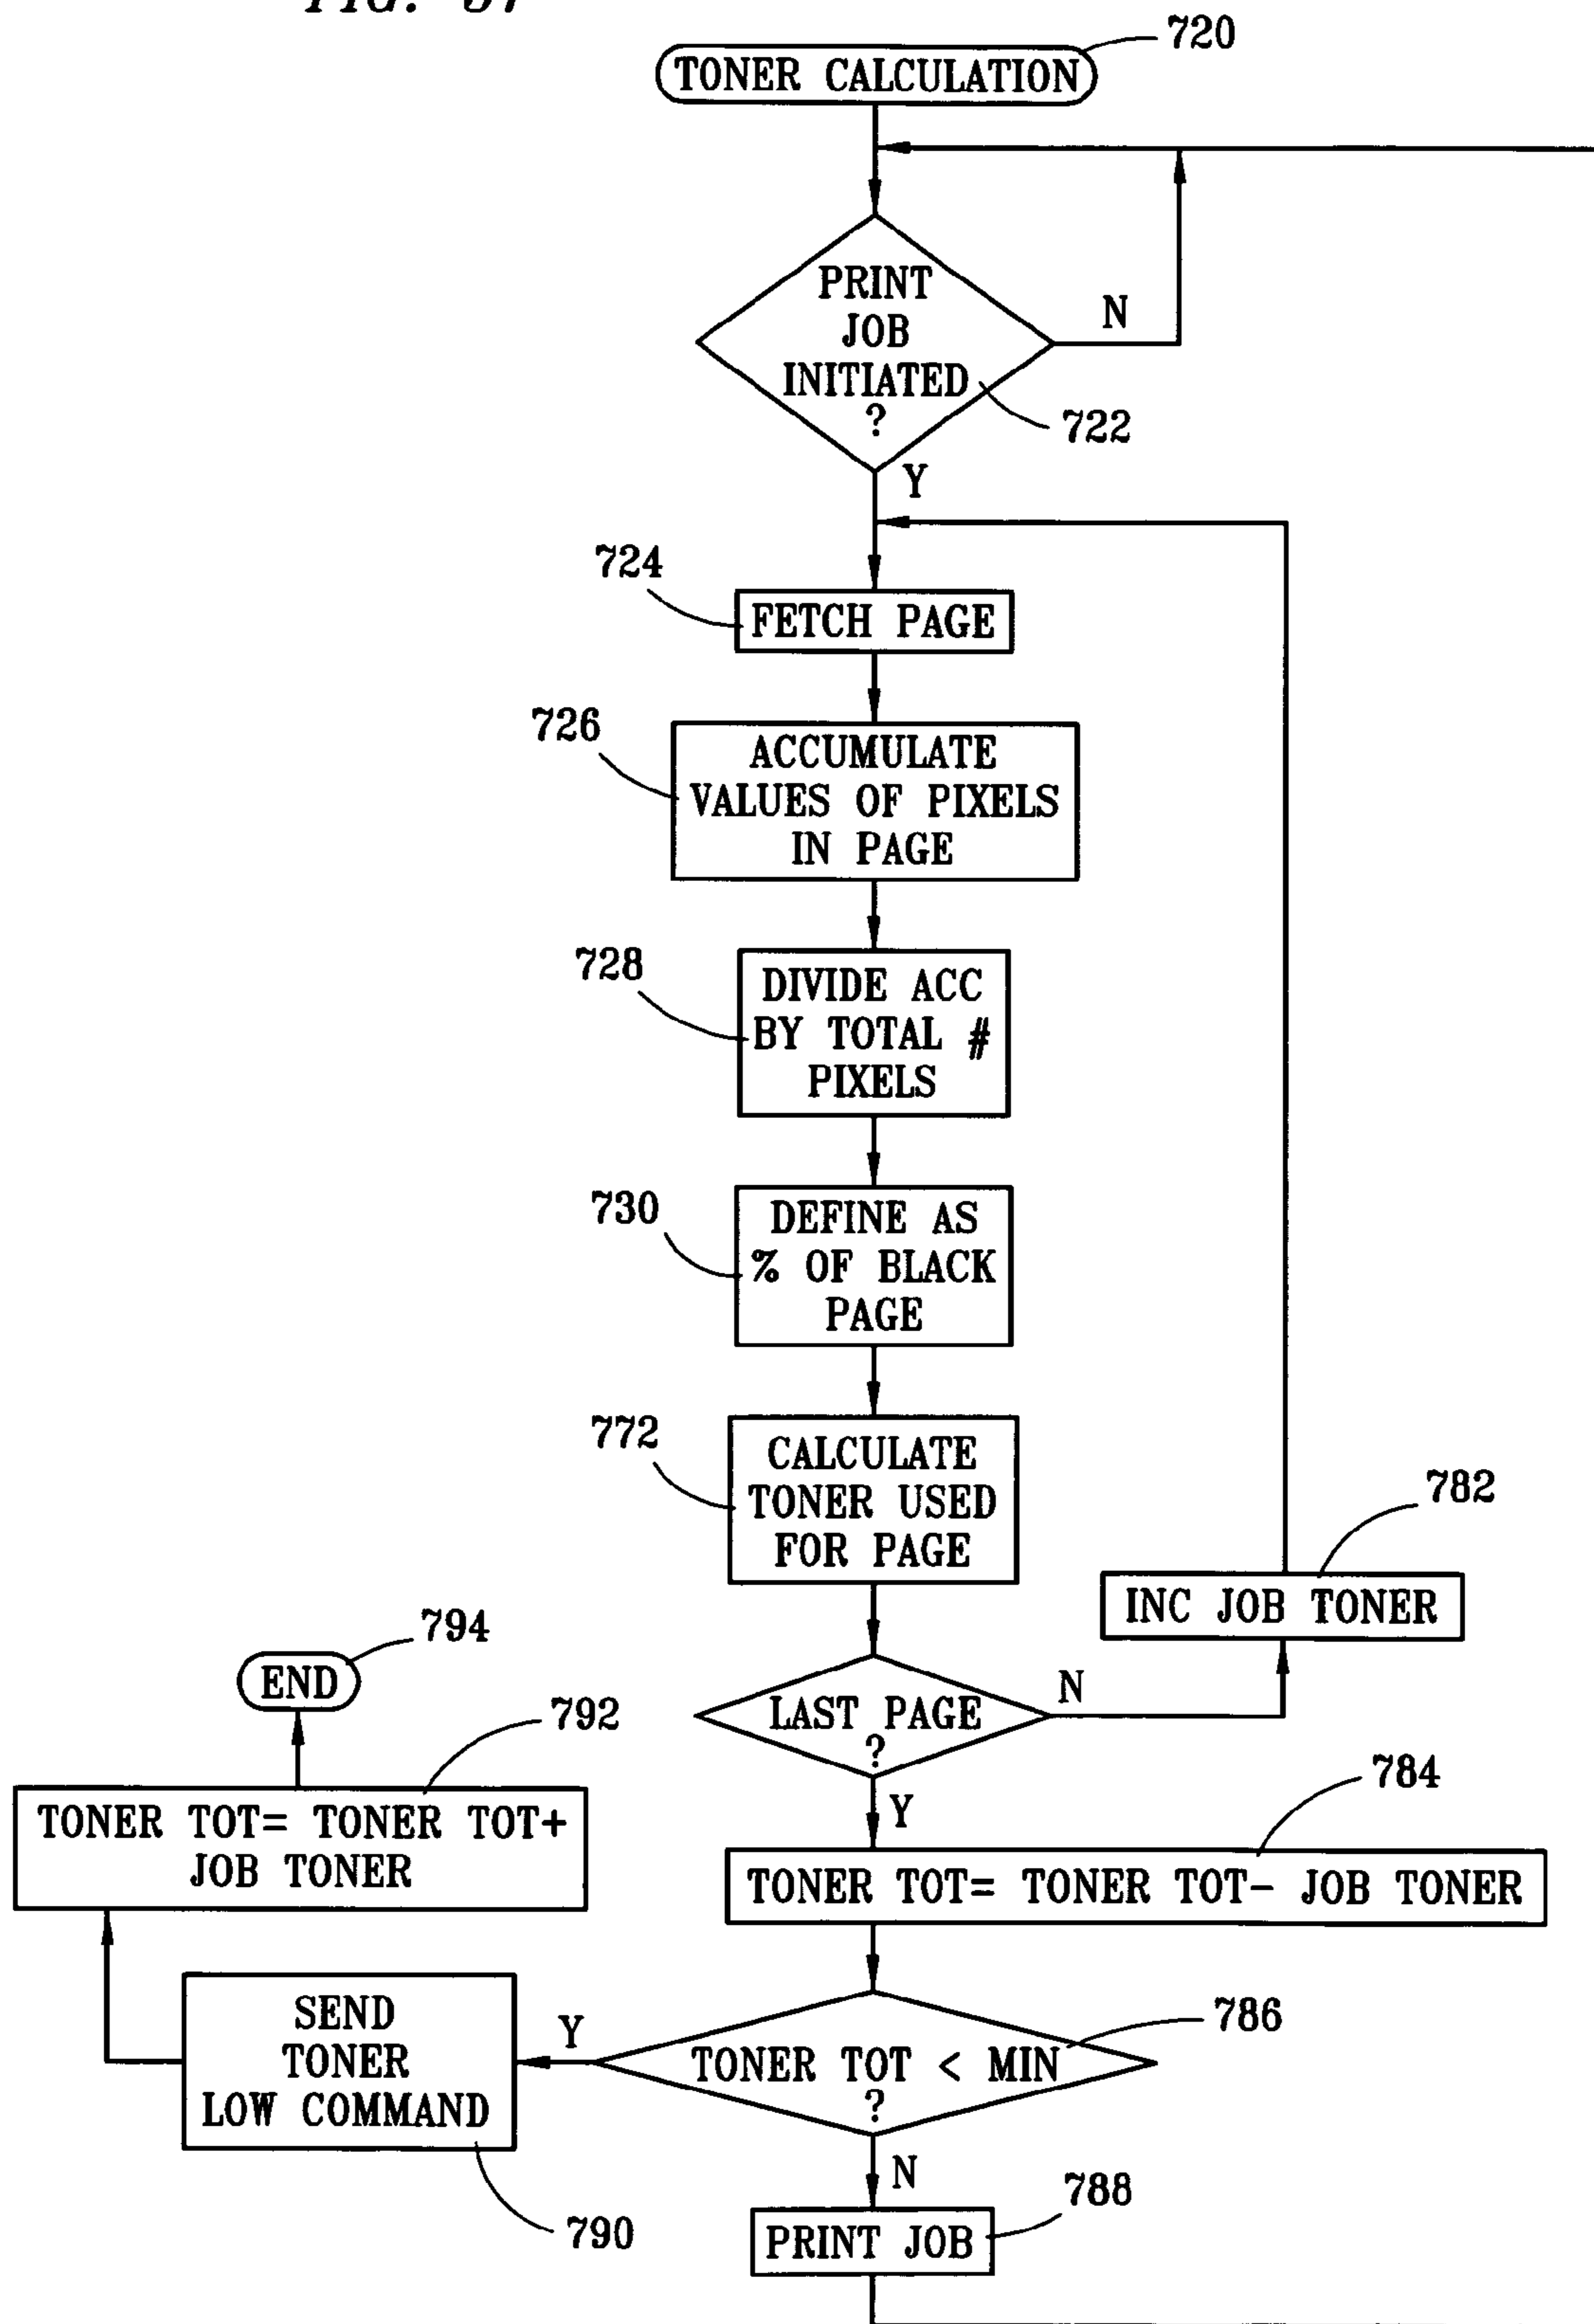 TONER CALCULATION
720
PRINT
JOB
INITIATED
?
N
722
Y
724
FETCH PAGE
726
ACCUMULATE
VALUES OF PIXELS
IN PAGE
728
DIVIDE ACC
BY TOTAL #
PIXELS
730
DEFINE AS
% OF BLACK
PAGE
772
CALCULATE
TONER USED
FOR PAGE
782
INC JOB TONER
794
END
LAST PAGE
?
N
792
TONER TOT= TONER TOT+
JOB TONER
Y
784
TONER TOT= TONER TOT- JOB TONER
SEND
TONER
LOW COMMAND
790
Y
TONER TOT < MIN
?
786
N
788
PRINT JOB